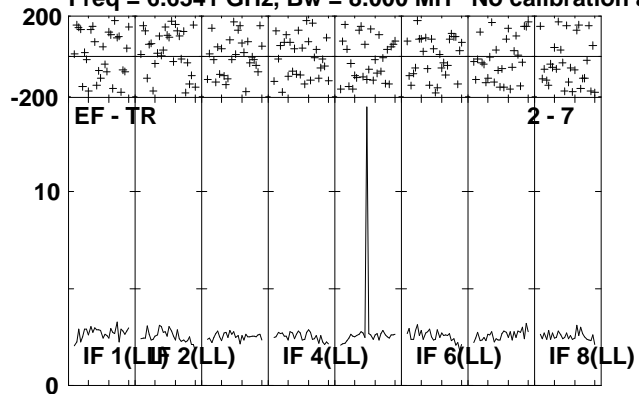 Freq = 6.6541 GHz, Bw = 8.000 MH No calibration a
200
-200
EF - TR 2 - 7
10
IF 1(LL) IF 2(LL) IF 4(LL) IF 6(LL) IF 8(LL)
0